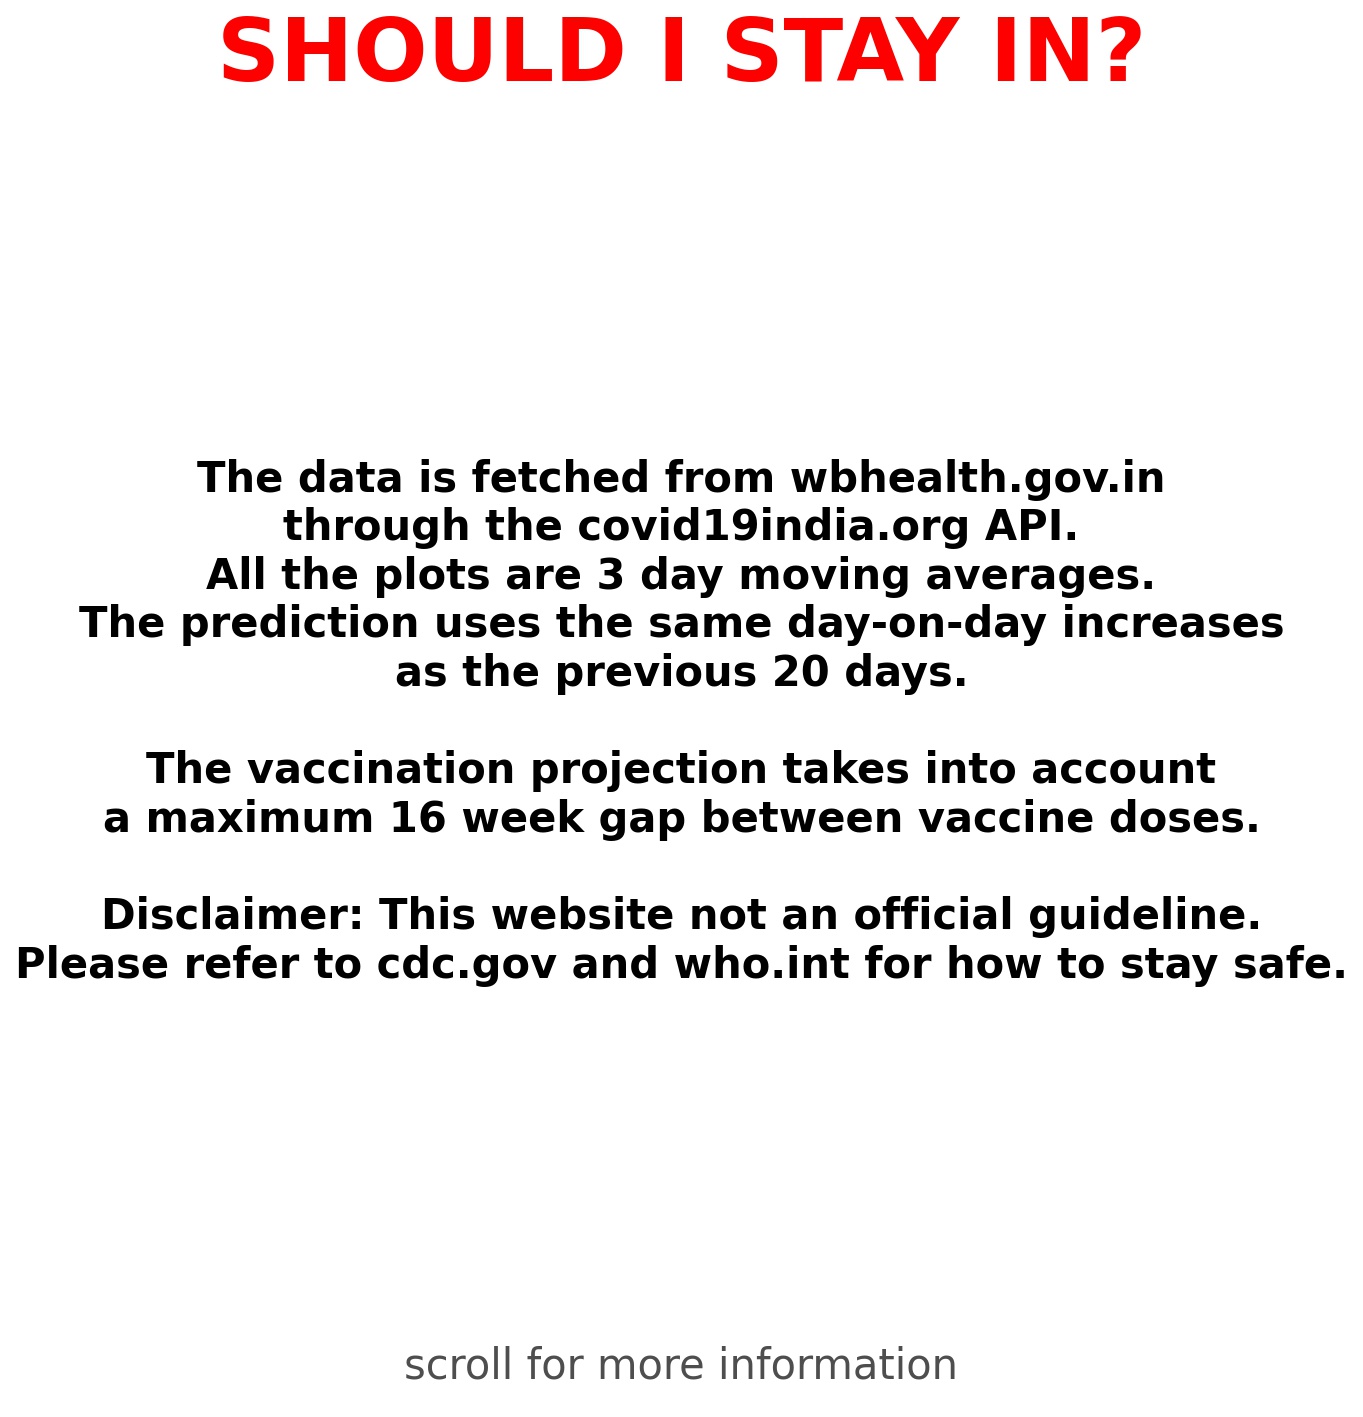 SHOULD I STAY IN?
The data is fetched from wbhealth.gov.in
through the covid19india.org API.
All the plots are 3 day moving averages.
The prediction uses the same day-on-day increases
as the previous 20 days.
The vaccination projection takes into account
a maximum 16 week gap between vaccine doses.
Disclaimer: This website not an official guideline.
Please refer to cdc.gov and who.int for how to stay safe.
scroll for more information